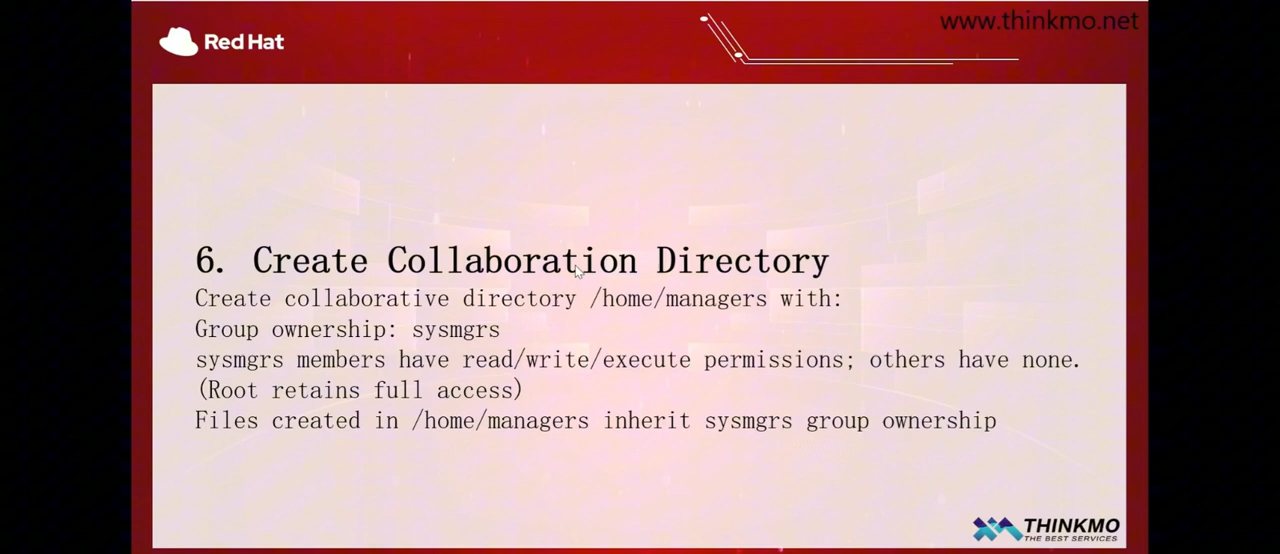 www.thinkmo.net
Red Hat
6. Create Collaboration Directory
Create collaborative directory /home/managers with:
Group ownership: sysmgrs
sysmgrs members have read/write/execute permissions; others have none.
(Root retains full access)
Files created in /home/managers inherit sysmgrs group ownership
THINKMO
THE BEST SERVICES